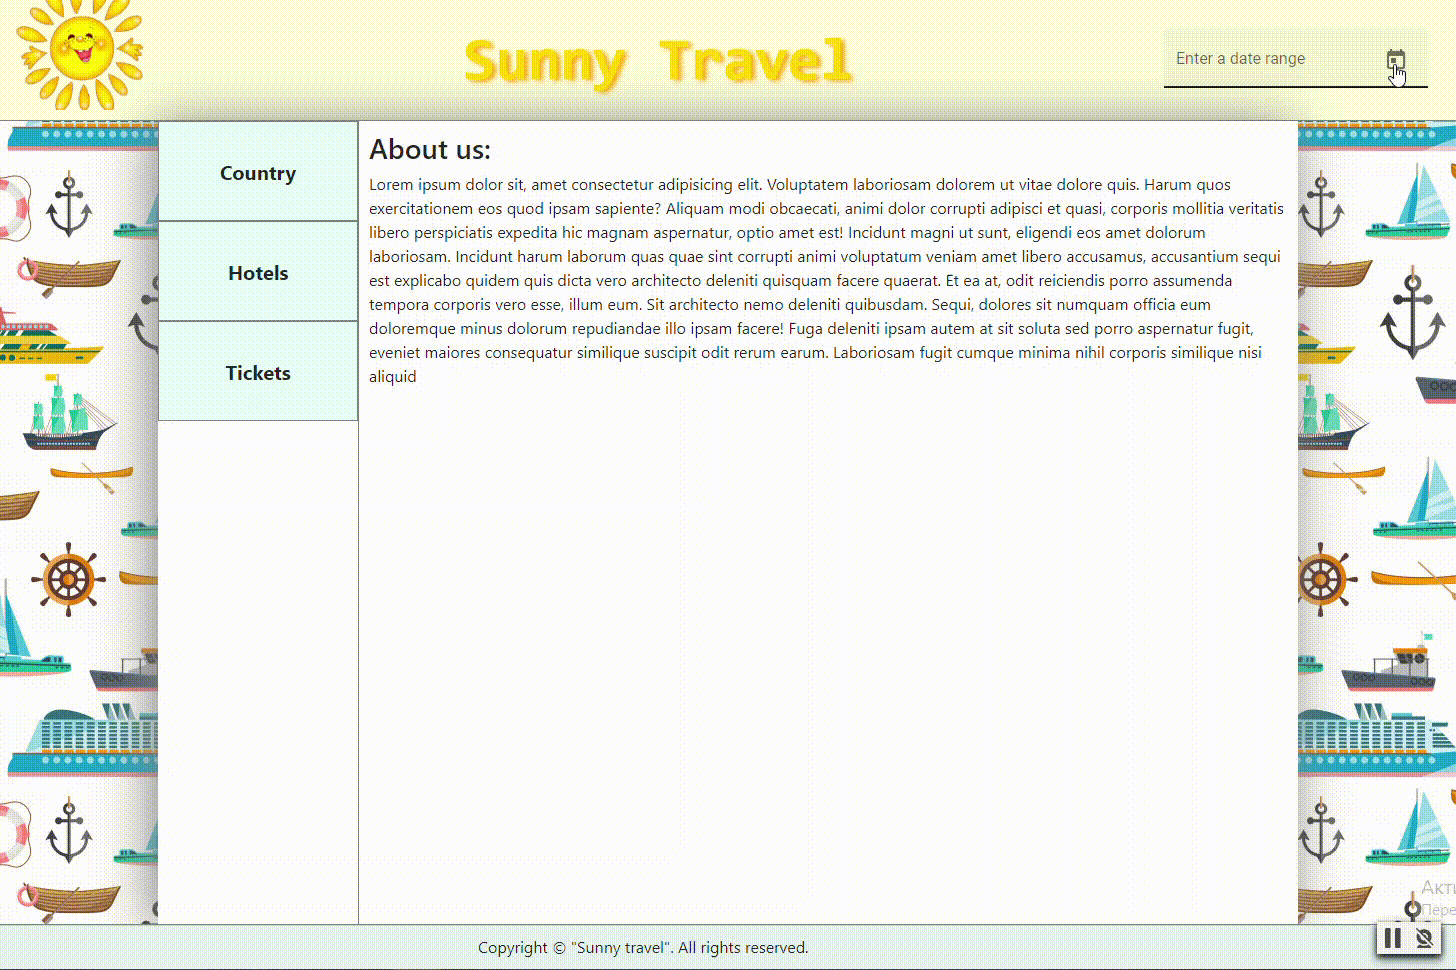 Sunny Travel
Enter a date range
Country
Hotels
Tickets
About us:
Lorem ipsum dolor sit, amet consectetur adipisicing elit. Voluptatem laboriosam dolorem ut vitae dolore quis. Harum quos
exercitationem eos quod ipsam sapiente? Aliquam modi obcaecati, animi dolor corrupti adipisci et quasi, corporis mollitia veritatis
libero perspiciatis expedita hic magnam aspernatur, optio amet est! Incidunt magni ut sunt, eligendi eos amet dolorum
laboriosam. Incidunt harum laborum quas quae sint corrupti animi voluptatum veniam amet libero accusamus, accusantium sequi
est explicabo quidem quis dicta vero architecto deleniti quisquam facere quaerat. Et ea at, odit reiciendis porro assumenda
tempora corporis vero esse, illum eum. Sit architecto nemo deleniti quibusdam. Sequi, dolores sit numquam officia eum
doloremque minus dolorum repudiandae illo ipsam facere! Fuga deleniti ipsam autem at sit soluta sed porro aspernatur fugit,
eveniet maiores consequatur similique suscipit odit rerum earum. Laboriosam fugit cumque minima nihil corporis similique nisi
aliquid
Акти
Пере
Copyright © "Sunny travel". All rights reserved.